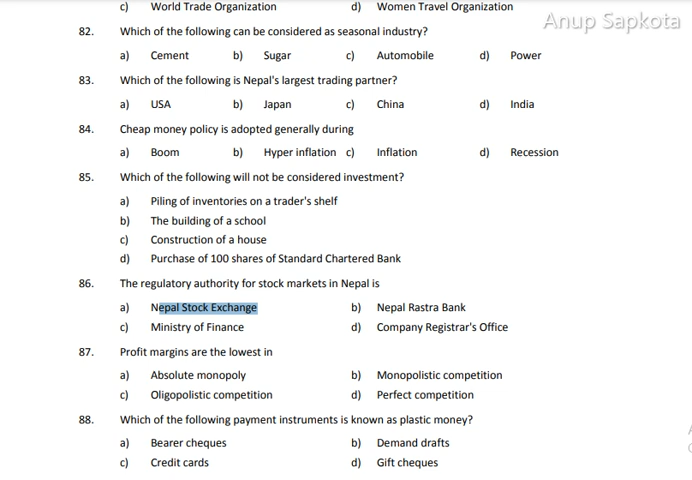 c) World Trade Organization d) Women Travel Organization
Anup Sapkota
82. Which of the following can be considered as seasonal industry?
a) Cement b) Sugar c) Automobile d) Power
83. Which of the following is Nepal's largest trading partner?
a) USA b) Japan c) China d) India
84. Cheap money policy is adopted generally during
a) Boom b) Hyper inflation c) Inflation d) Recession
85. Which of the following will not be considered investment?
a) Piling of inventories on a trader's shelf
b) The building of a school
c) Construction of a house
d) Purchase of 100 shares of Standard Chartered Bank
86. The regulatory authority for stock markets in Nepal is
a) Nepal Stock Exchange b) Nepal Rastra Bank
c) Ministry of Finance d) Company Registrar's Office
87. Profit margins are the lowest in
a) Absolute monopoly b) Monopolistic competition
c) Oligopolistic competition d) Perfect competition
88. Which of the following payment instruments is known as plastic money?
a) Bearer cheques b) Demand drafts
c) Credit cards d) Gift cheques